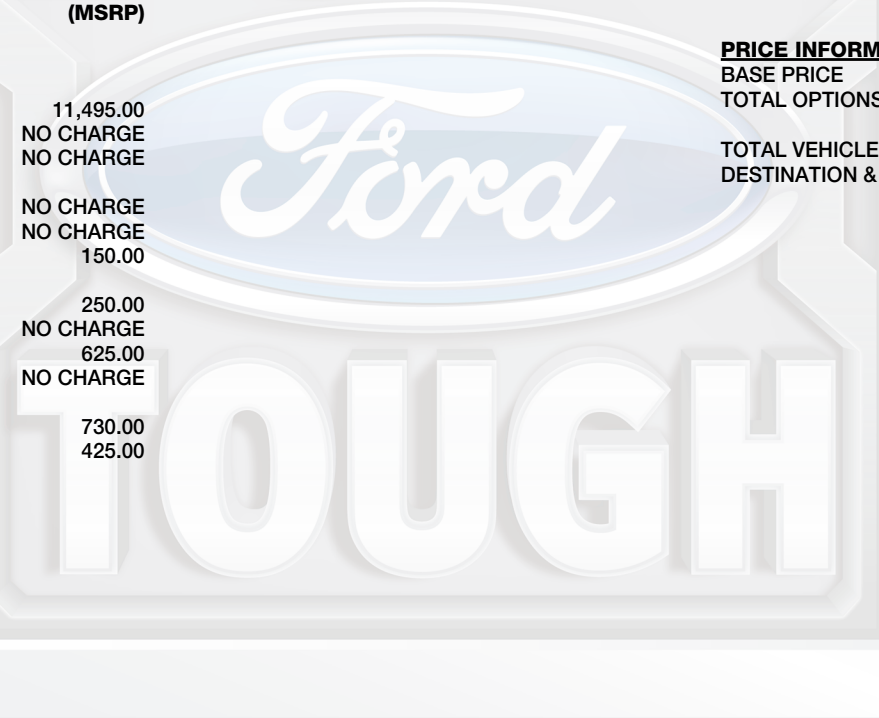 (MSRP)
11,495.00
NO CHARGE
NO CHARGE
NO CHARGE
NO CHARGE
150.00
250.00
NO CHARGE
625.00
NO CHARGE
730.00
425.00
PRICE INFORM
BASE PRICE
TOTAL OPTIONS
TOTAL VEHICLE
DESTINATION &
Ford
TOUGH